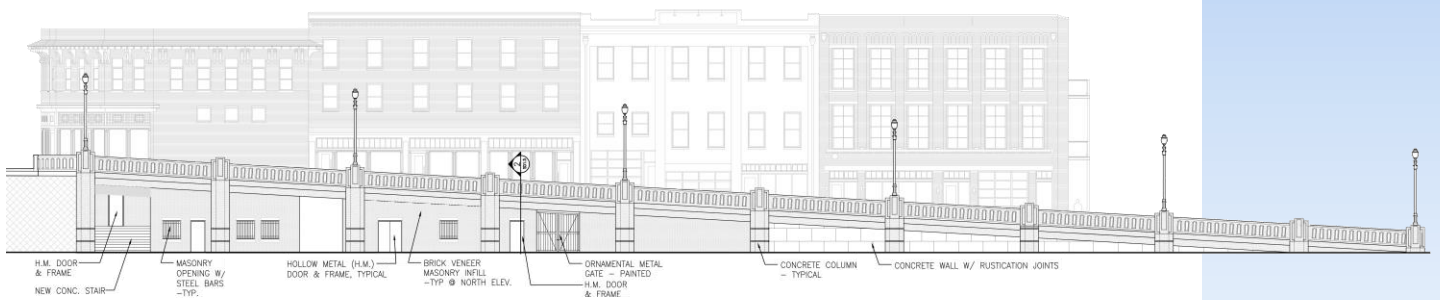 2
H.M. DOOR
& FRAME
NEW CONC. STAIR
MASONRY
OPENING W/
STEEL BARS
-TYP.
HOLLOW METAL (H.M.)
DOOR & FRAME, TYPICAL
BRICK VENEER
MASONRY INFILL
-TYP @ NORTH ELEV.
ORNAMENTAL METAL
GATE - PAINTED
H.M. DOOR
& FRAME
CONCRETE COLUMN
- TYPICAL
CONCRETE WALL W/ RUSTICATION JOINTS